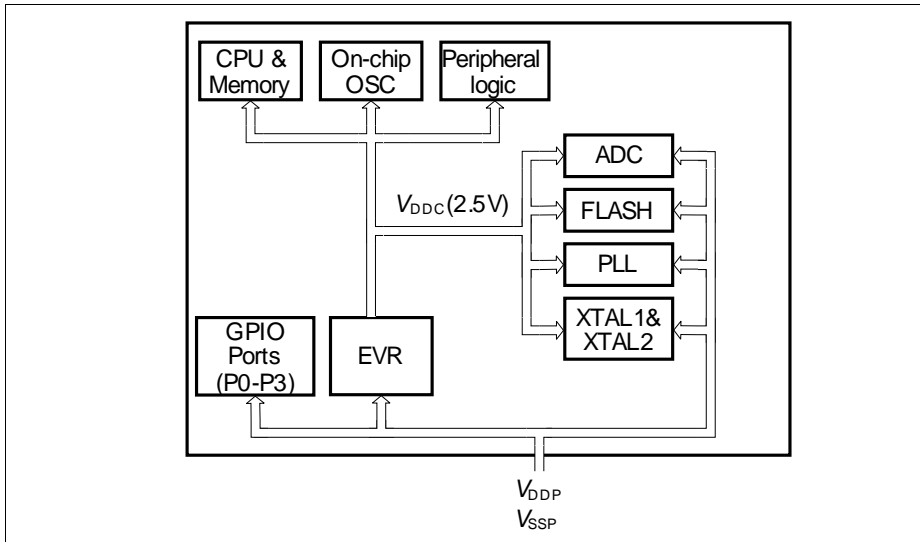 CPU &
Memory
On-chip
OSC
Peripheral
logic
ADC
VDDC (2.5V)
FLASH
PLL
GPIO
Ports
(P0-P3)
EVR
XTAL1&
XTAL2
VDDP
VSSP